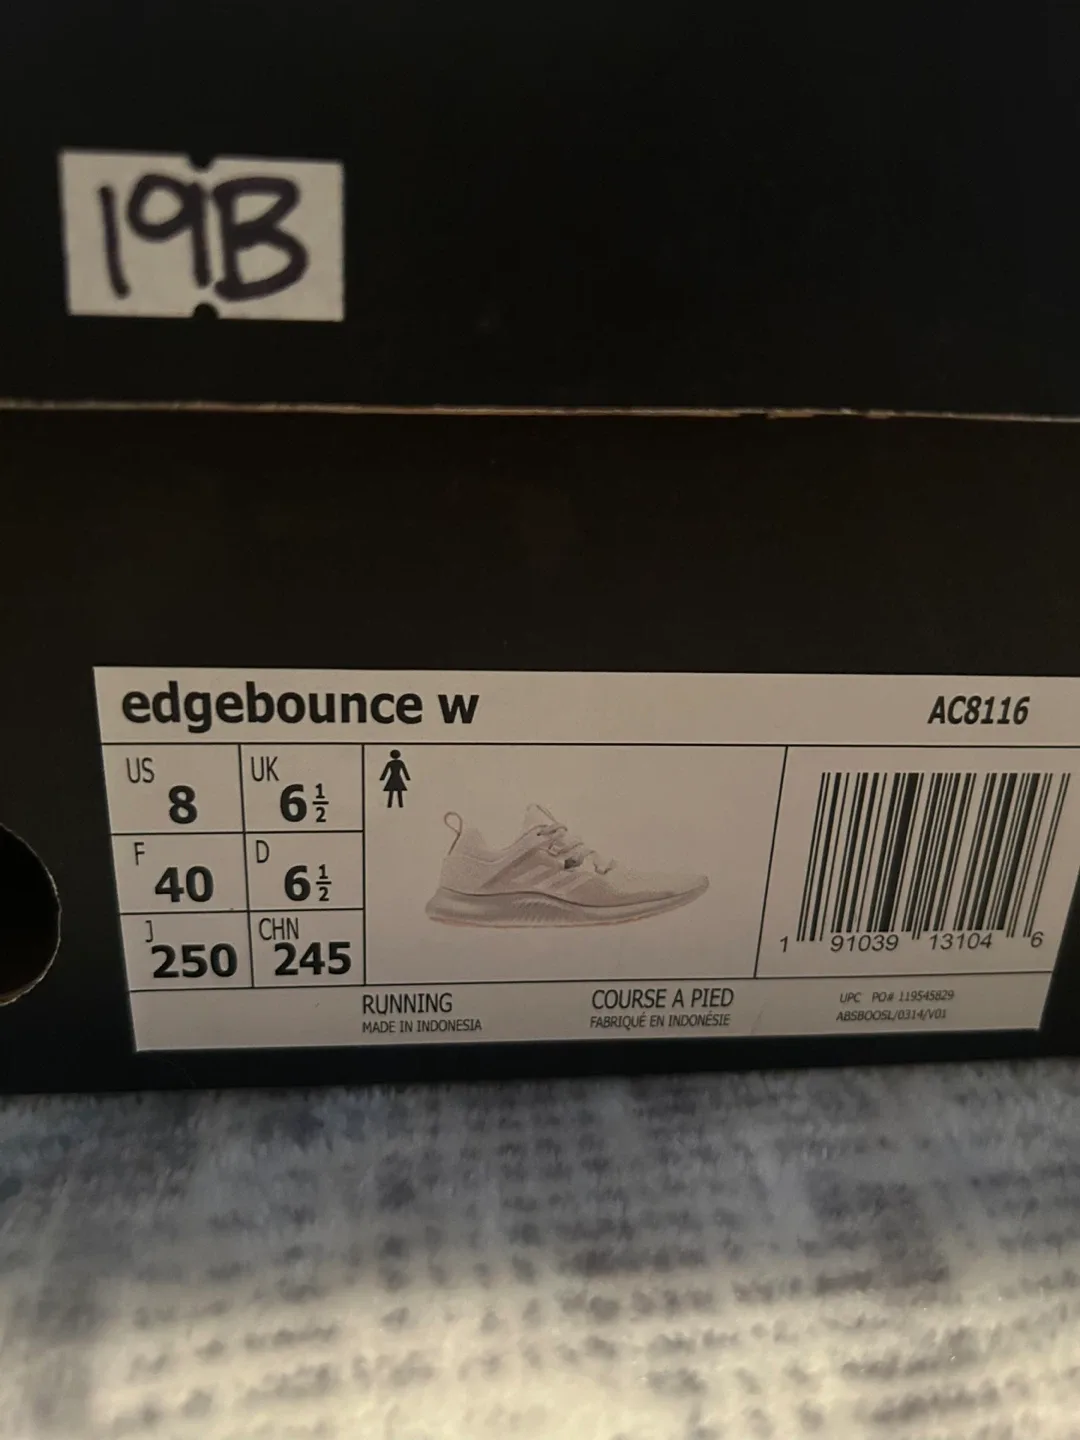 19B
edgebounce w
AC8116
US 8
UK 6½
F 40
D 6½
J 250
CHN 245
1 91039 13104 6
RUNNING
MADE IN INDONESIA
COURSE A PIED
FABRIQUÉ EN INDONÉSIE
UPC PO# 119545829
ABSBOOSL/0314/V01